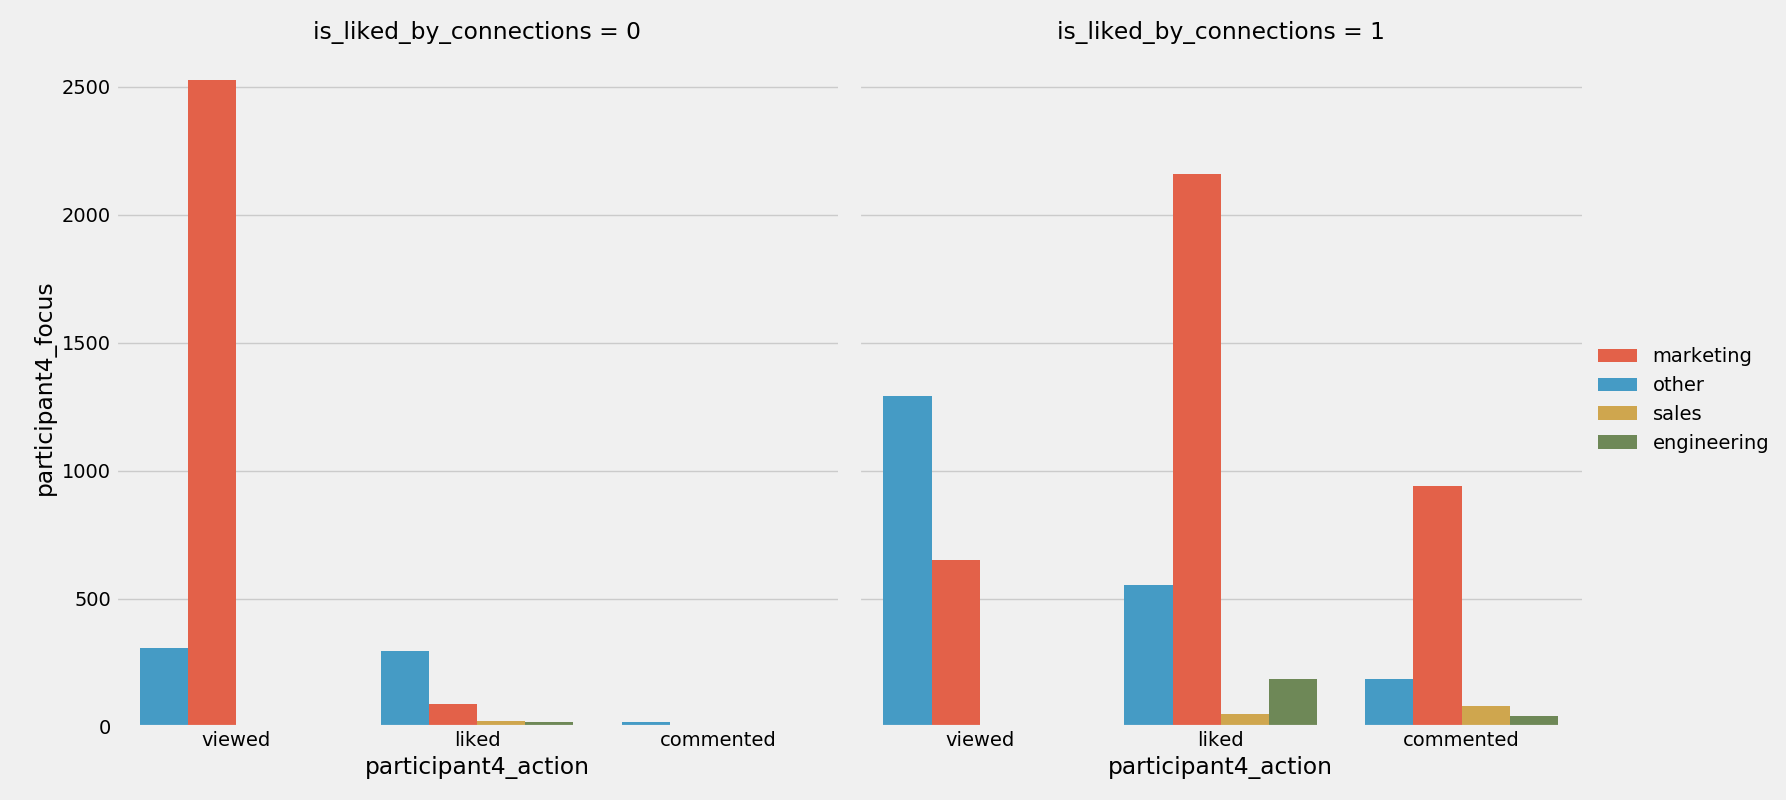 is_liked_by_connections = 0
is_liked_by_connections = 1
participant4_focus
2500
2000
1500
1000
500
0
viewed
liked
commented
viewed
liked
commented
participant4_action
participant4_action
marketing
other
sales
engineering